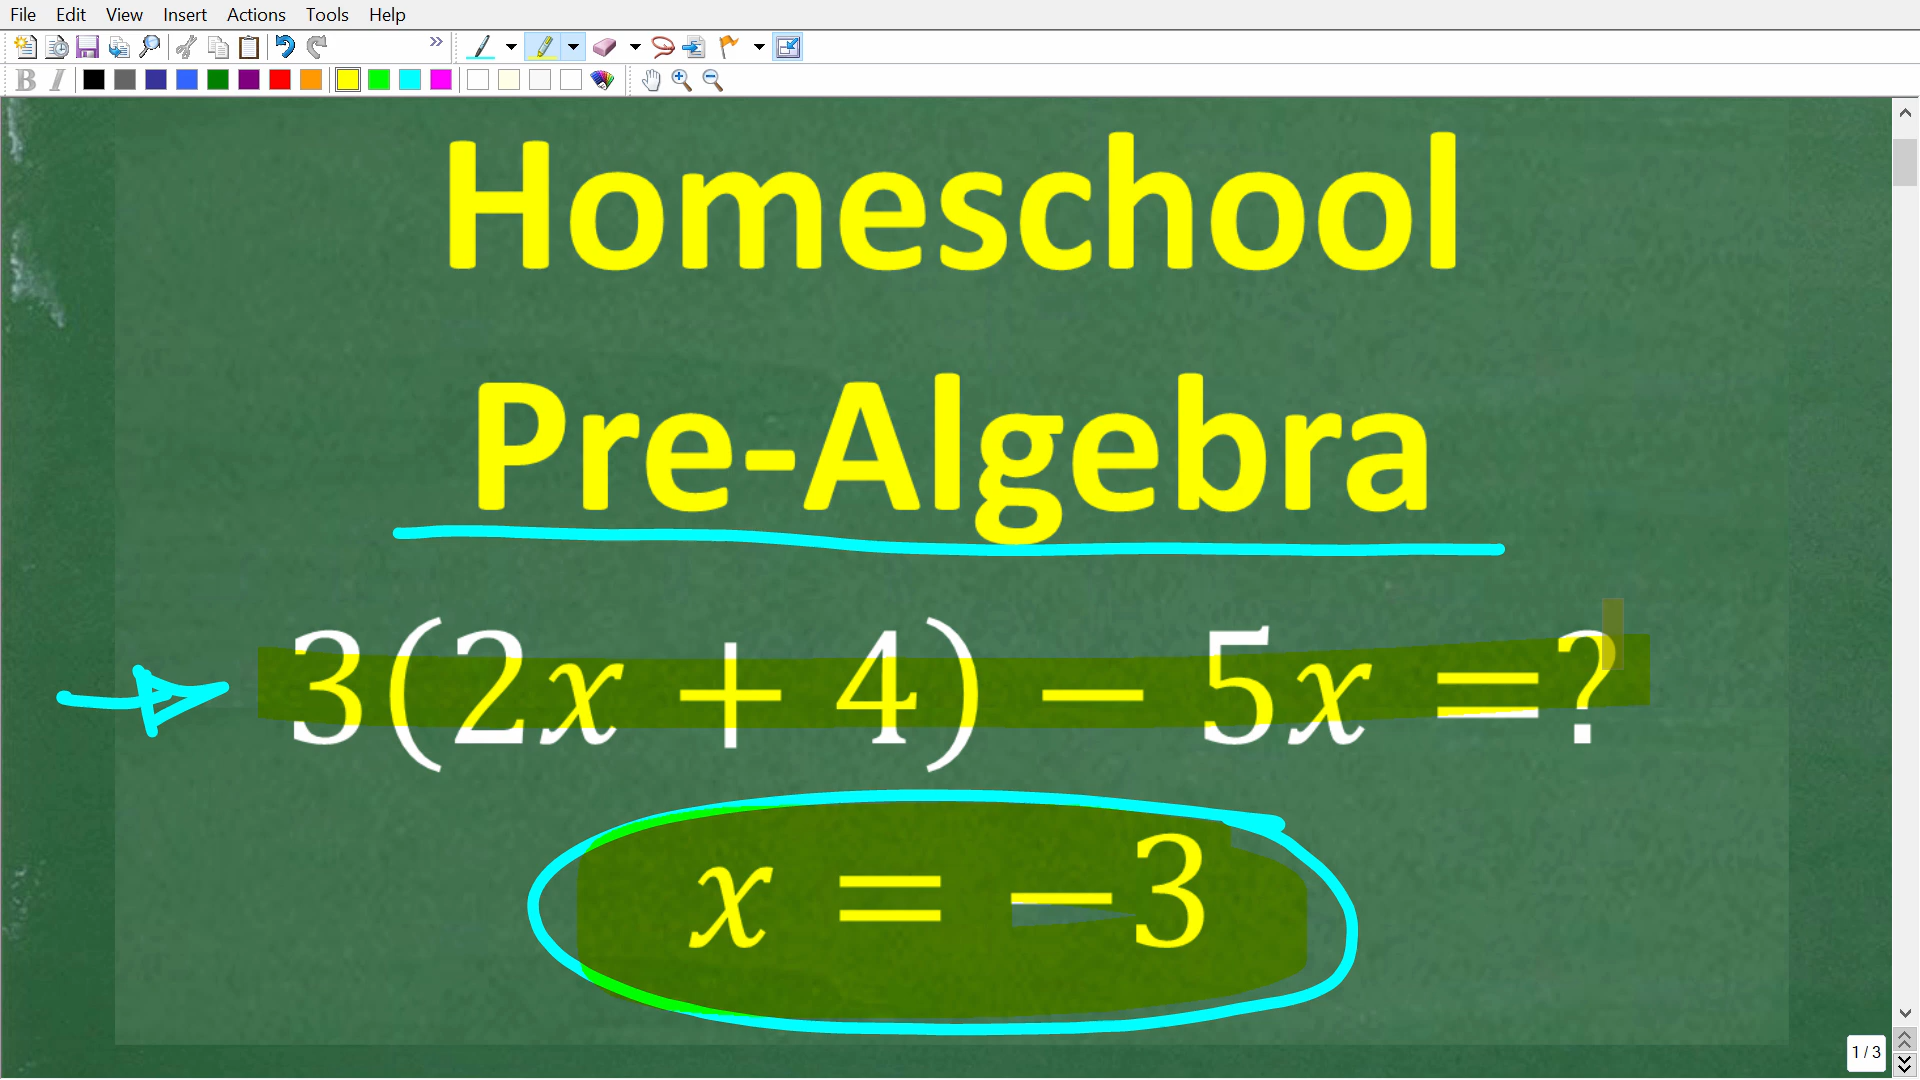 File Edit View Insert Actions Tools Help
B I
Homeschool
Pre-Algebra
3(2x + 4) − 5x =?
x = −3
1 / 3